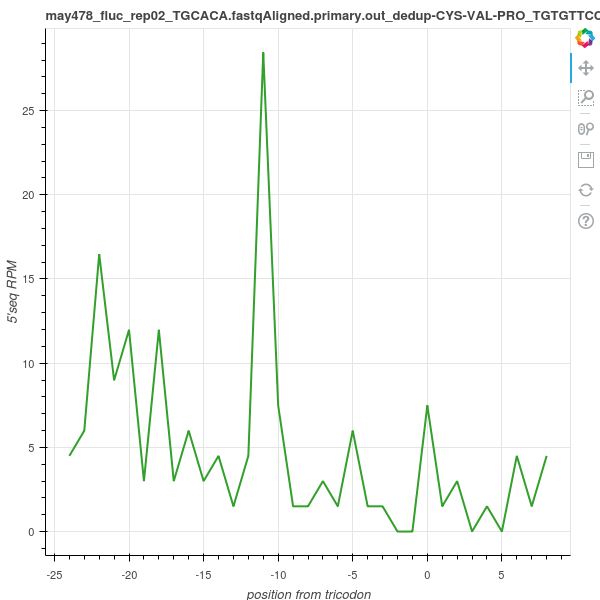 may478_fluc_rep02_TGCACA.fastqAligned.primary.out_dedup-CYS-VAL-PRO_TGTGTTCC
25
20
15
10
5
0
5'seq RPM
-25 -20 -15 -10 -5 0 5
position from tricodon